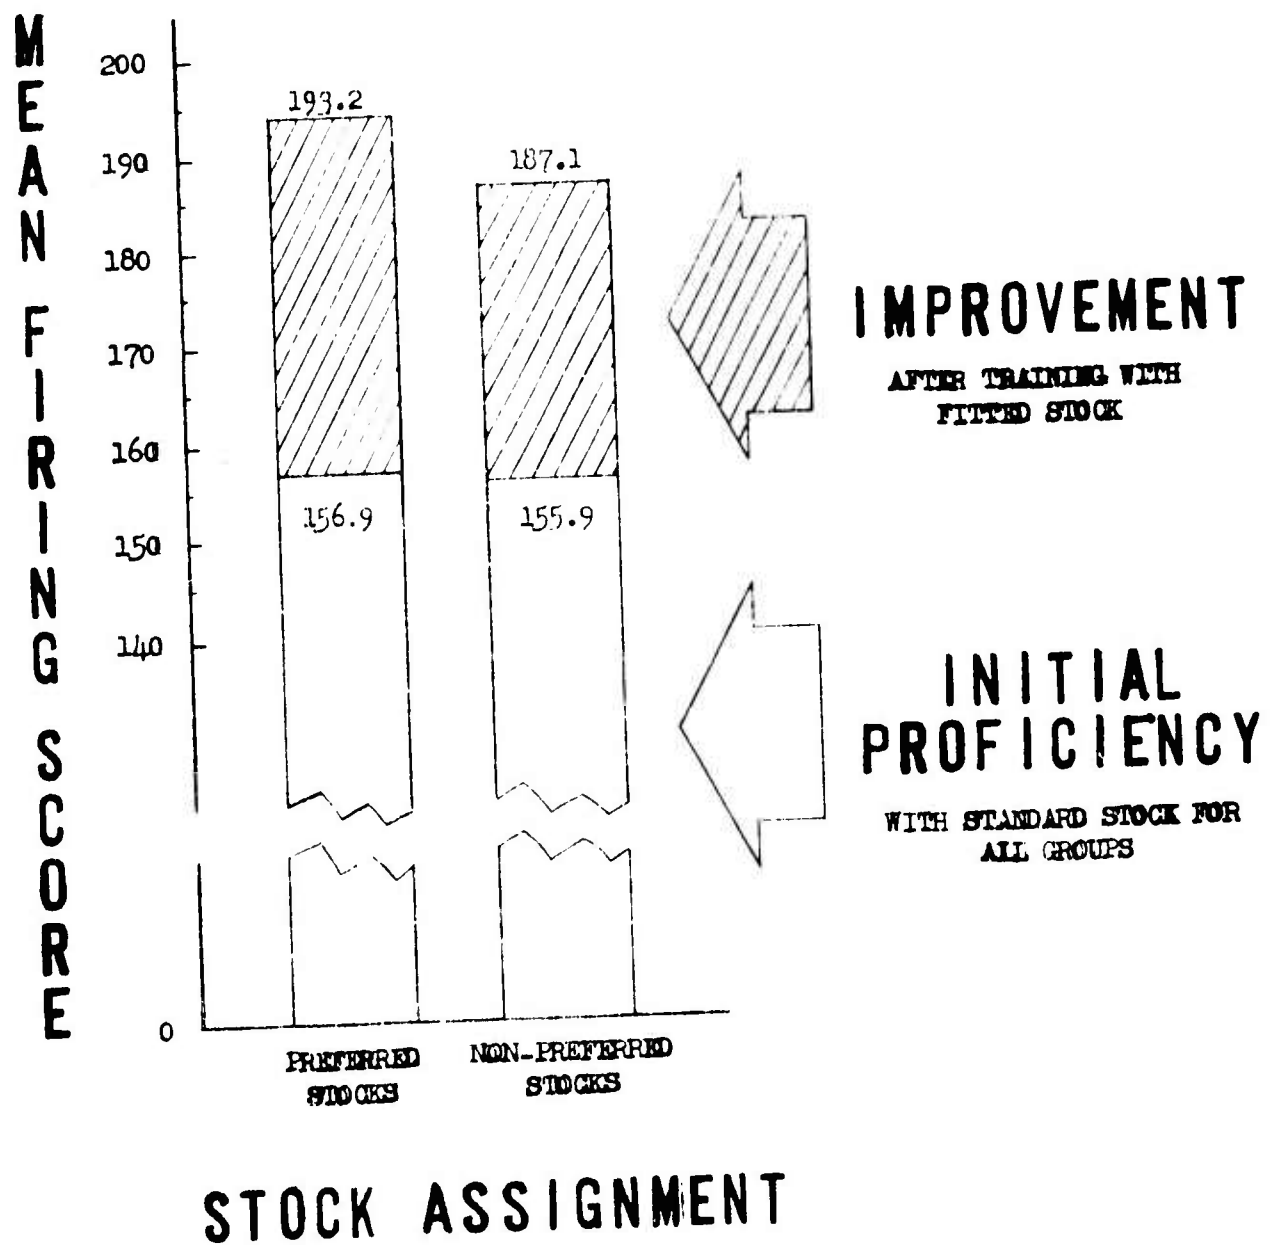 MEAN FIRING SCORE
200
190
180
170
160
150
140
0
193.2
187.1
156.9
155.9
IMPROVEMENT
AFTER TRAINING WITH
FITTED STOCK
INITIAL
PROFICIENCY
WITH STANDARD STOCK FOR
ALL GROUPS
PREFERRED
STOCKS
NON-PREFERRED
STOCKS
STOCK ASSIGNMENT